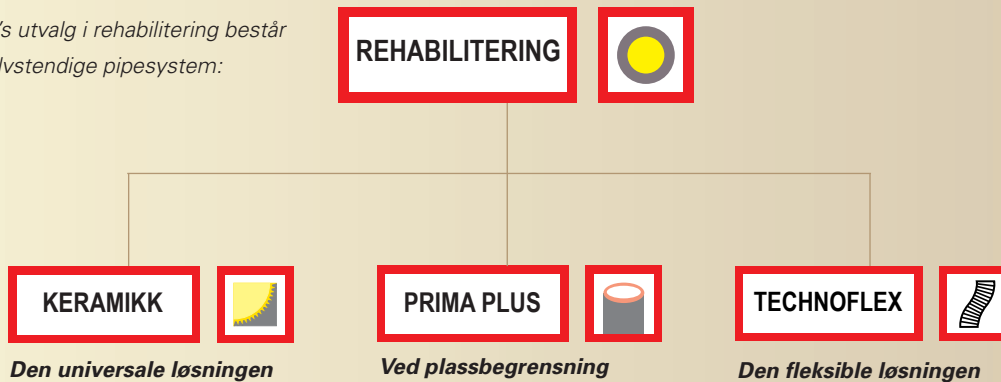 's utvalg i rehabilitering består
lvstendige pipesystem:
REHABILITERING
KERAMIKK
PRIMA PLUS
TECHNOFLEX
Den universale løsningen
Ved plassbegrensning
Den fleksible løsningen